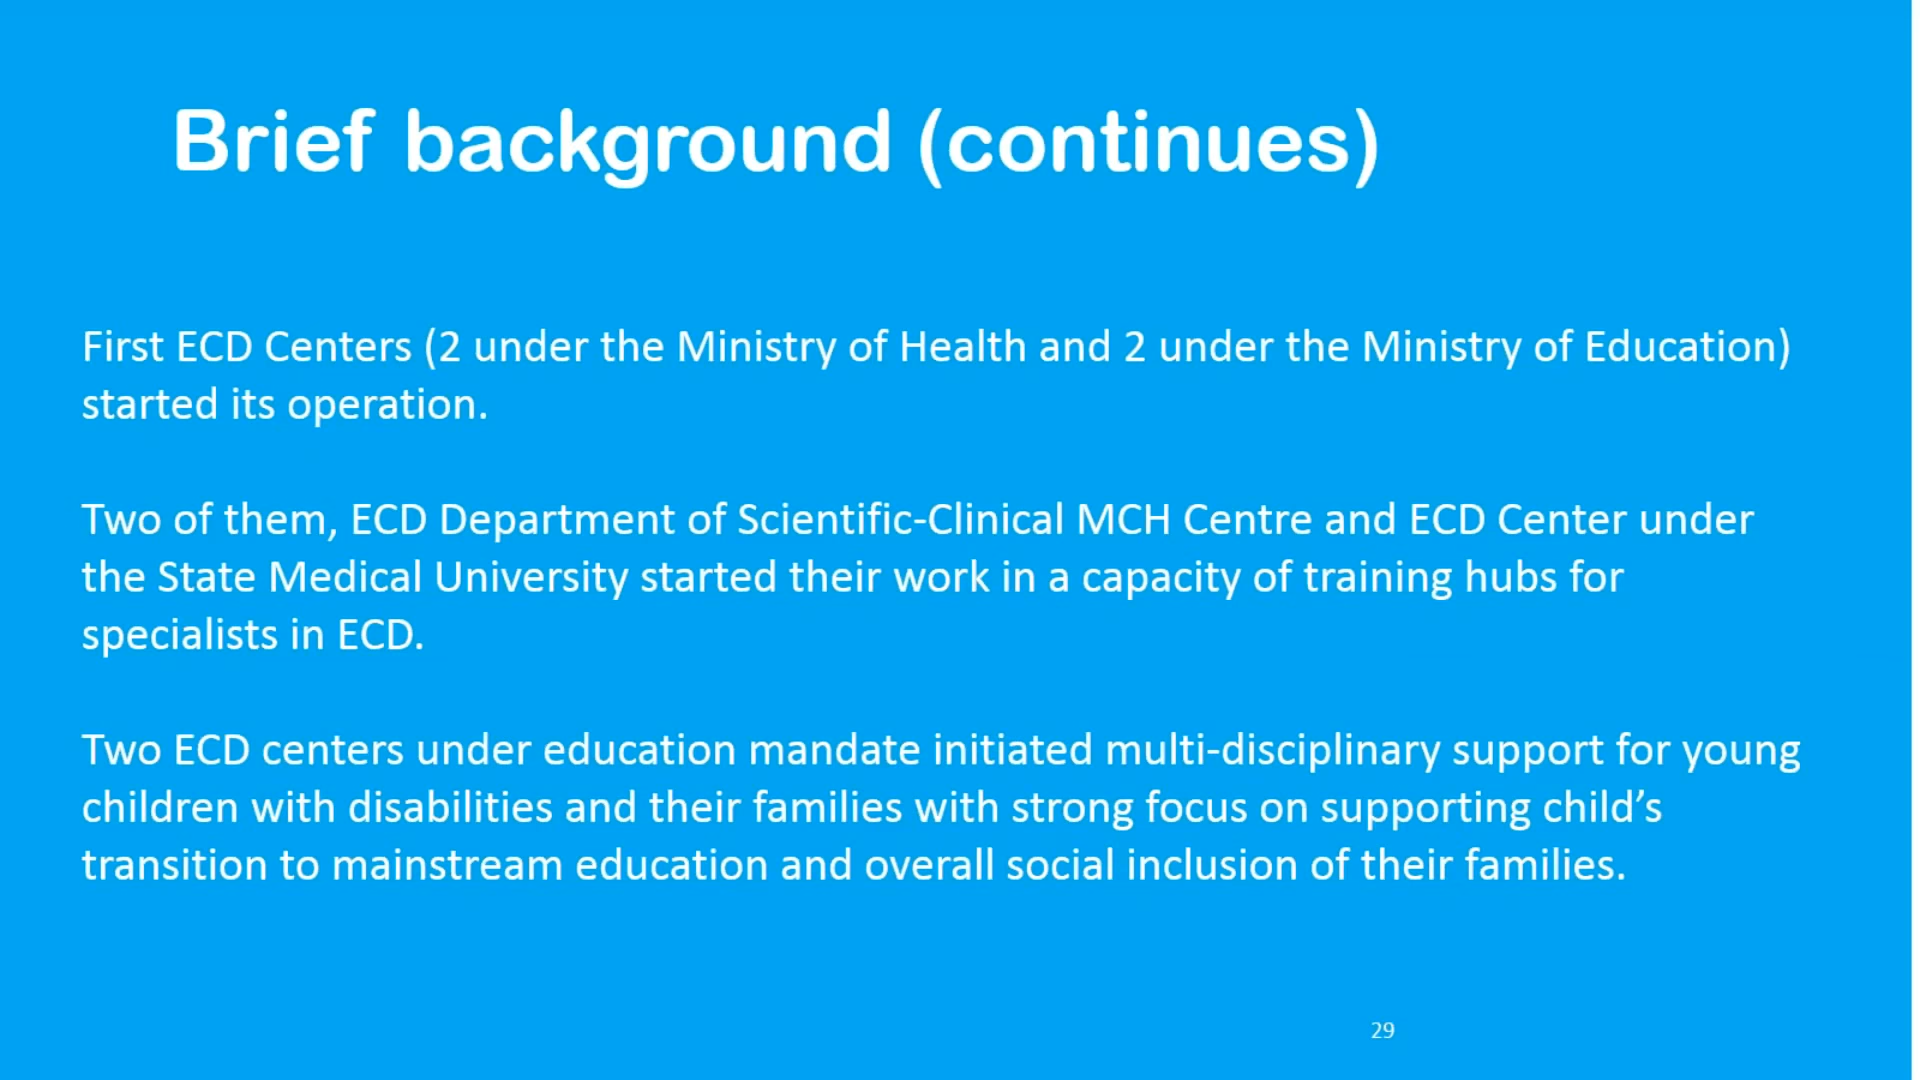 Brief background (continues)
First ECD Centers (2 under the Ministry of Health and 2 under the Ministry of Education)
started its operation.
Two of them, ECD Department of Scientific-Clinical MCH Centre and ECD Center under
the State Medical University started their work in a capacity of training hubs for
specialists in ECD.
Two ECD centers under education mandate initiated multi-disciplinary support for young
children with disabilities and their families with strong focus on supporting child’s
transition to mainstream education and overall social inclusion of their families.
29